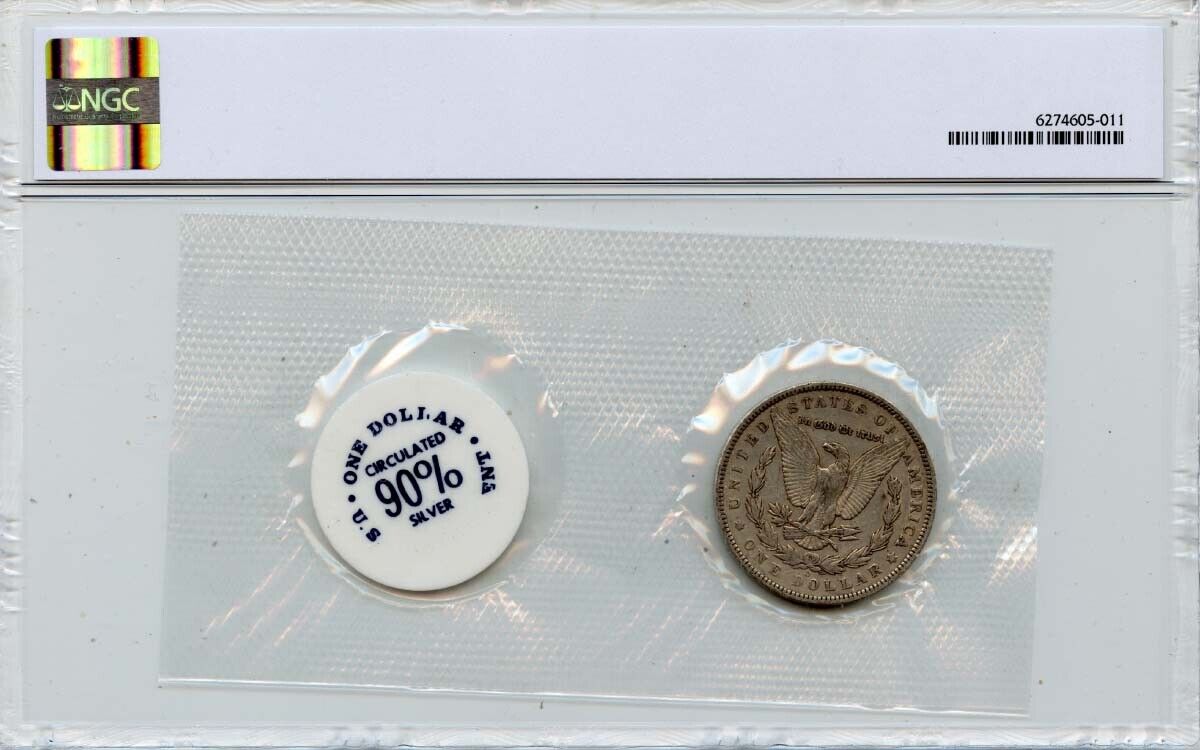 NGC
6274605-011
U.S. • ONE DOLLAR •
CIRCULATED
90%
SILVER
UNITED STATES OF AMERICA
IN GOD WE TRUST
ONE DOLLAR